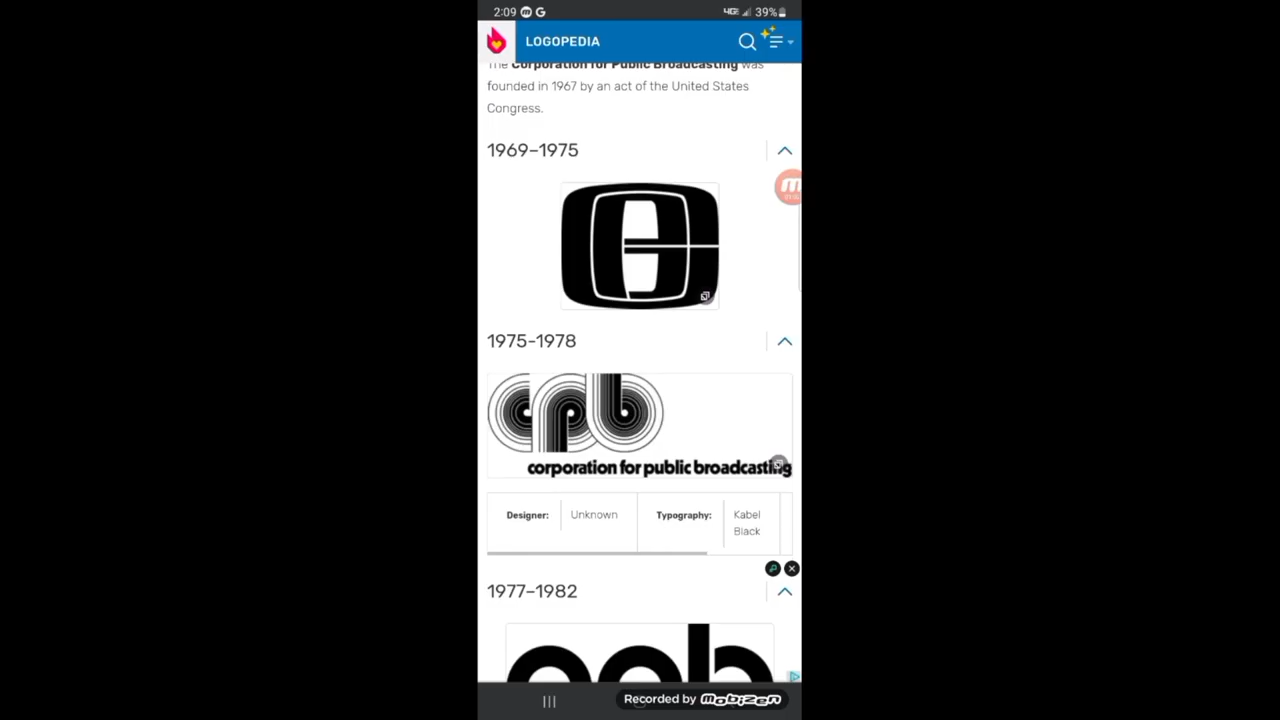 2:09 39%
LOGOPEDIA
The Corporation for Public Broadcasting was
founded in 1967 by an act of the United States
Congress.
1969–1975
1975-1978
cpb
corporation for public broadcasting
Designer: Unknown Typography: Kabel
Black
1977–1982
cpb
Recorded by Mobizen